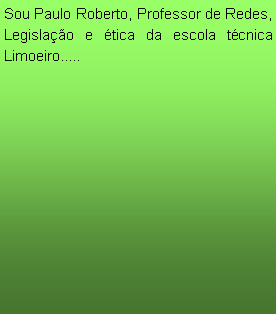 Sou Paulo Roberto, Professor de Redes,
Legislação e ética da escola técnica
Limoeiro.....